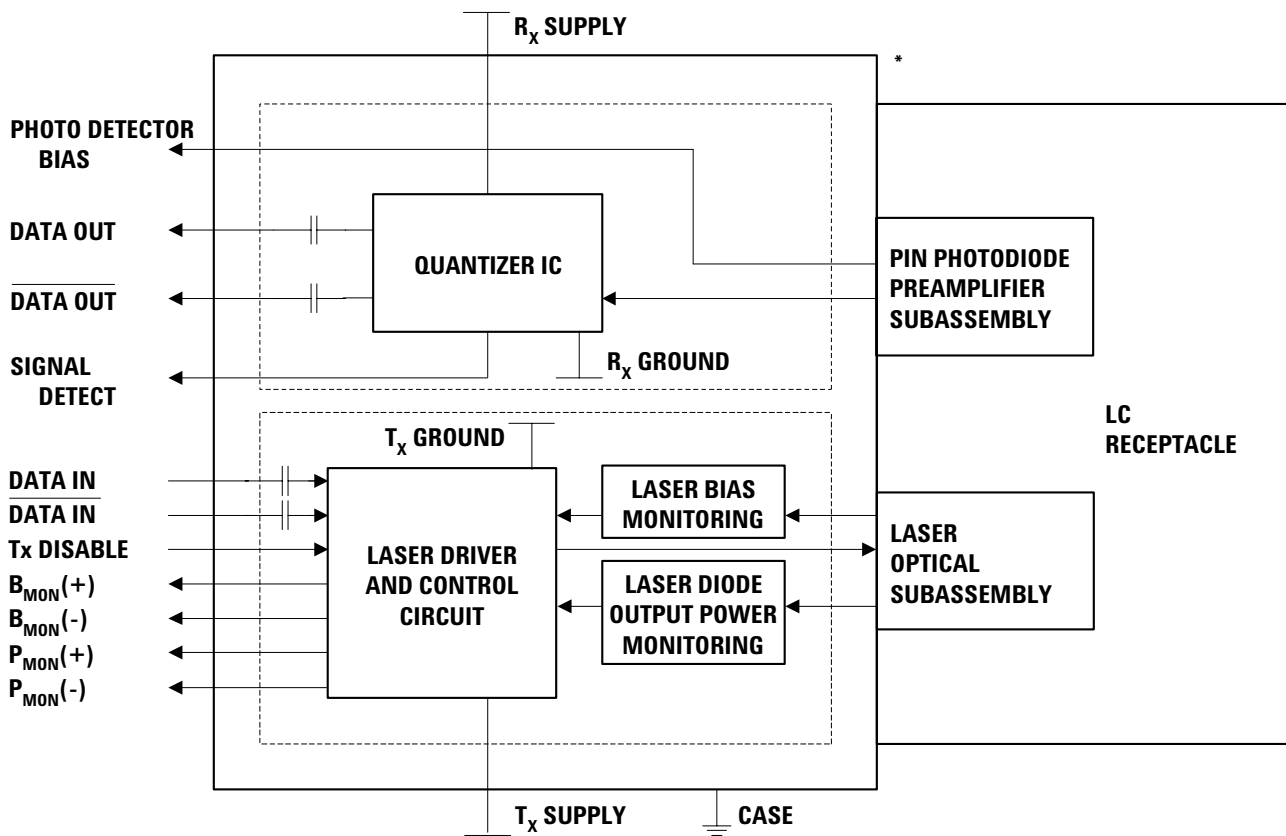 R_X SUPPLY
*
PHOTO DETECTOR
BIAS
DATA OUT
DATA OUT
SIGNAL
DETECT
QUANTIZER IC
R_X GROUND
PIN PHOTODIODE
PREAMPLIFIER
SUBASSEMBLY
LC
RECEPTACLE
T_X GROUND
DATA IN
DATA IN
Tx DISABLE
B_MON(+)
B_MON(-)
P_MON(+)
P_MON(-)
LASER DRIVER
AND CONTROL
CIRCUIT
LASER BIAS
MONITORING
LASER DIODE
OUTPUT POWER
MONITORING
LASER
OPTICAL
SUBASSEMBLY
T_X SUPPLY
CASE